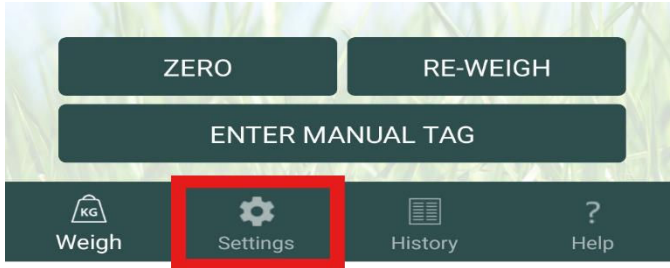 ZERO RE-WEIGH
ENTER MANUAL TAG
KG
Weigh Settings History ?
Help